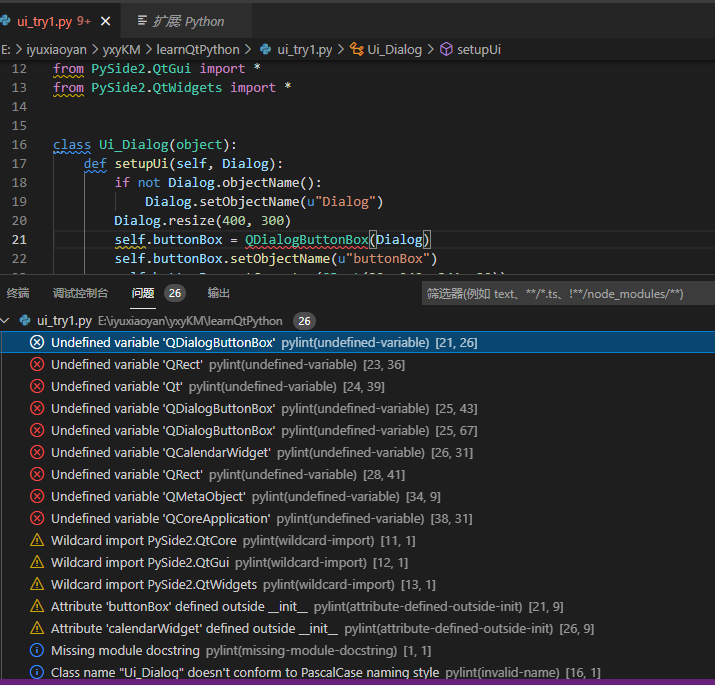 ui_try1.py 9+ × 扩展: Python
E: > iyuxiaoyan > yxyKM > learnQtPython > ui_try1.py > Ui_Dialog > setupUi
12 from PySide2.QtGui import *
13 from PySide2.QtWidgets import *
14
15
16 class Ui_Dialog(object):
17 def setupUi(self, Dialog):
18 if not Dialog.objectName():
19 Dialog.setObjectName(u"Dialog")
20 Dialog.resize(400, 300)
21 self.buttonBox = QDialogButtonBox(Dialog)
22 self.buttonBox.setObjectName(u"buttonBox")
终端 调试控制台 问题 26 输出 筛选器(例如 text、**/*.ts、!**/node_modules/**)
ui_try1.py E:\iyuxiaoyan\yxyKM\learnQtPython 26
Undefined variable 'QDialogButtonBox' pylint(undefined-variable) [21, 26]
Undefined variable 'QRect' pylint(undefined-variable) [23, 36]
Undefined variable 'Qt' pylint(undefined-variable) [24, 39]
Undefined variable 'QDialogButtonBox' pylint(undefined-variable) [25, 43]
Undefined variable 'QDialogButtonBox' pylint(undefined-variable) [25, 67]
Undefined variable 'QCalendarWidget' pylint(undefined-variable) [26, 31]
Undefined variable 'QRect' pylint(undefined-variable) [28, 41]
Undefined variable 'QMetaObject' pylint(undefined-variable) [34, 9]
Undefined variable 'QCoreApplication' pylint(undefined-variable) [38, 31]
Wildcard import PySide2.QtCore pylint(wildcard-import) [11, 1]
Wildcard import PySide2.QtGui pylint(wildcard-import) [12, 1]
Wildcard import PySide2.QtWidgets pylint(wildcard-import) [13, 1]
Attribute 'buttonBox' defined outside __init__ pylint(attribute-defined-outside-init) [21, 9]
Attribute 'calendarWidget' defined outside __init__ pylint(attribute-defined-outside-init) [26, 9]
Missing module docstring pylint(missing-module-docstring) [1, 1]
Class name "Ui_Dialog" doesn't conform to PascalCase naming style pylint(invalid-name) [16, 1]